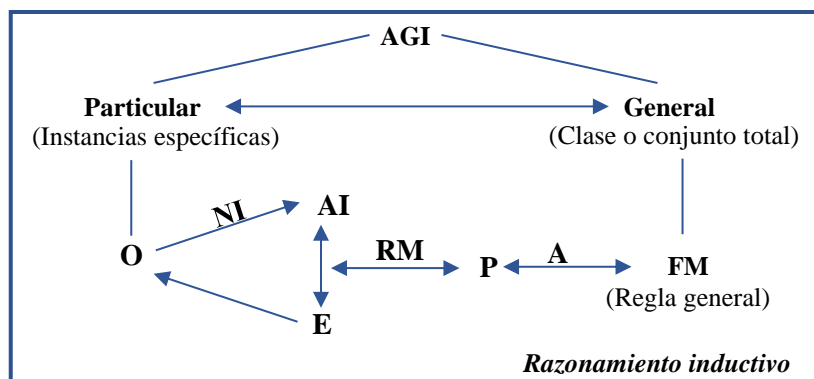 AGI
Particular
(Instancias específicas)
General
(Clase o conjunto total)
NI
AI
O
RM
P
A
FM
(Regla general)
E
Razonamiento inductivo